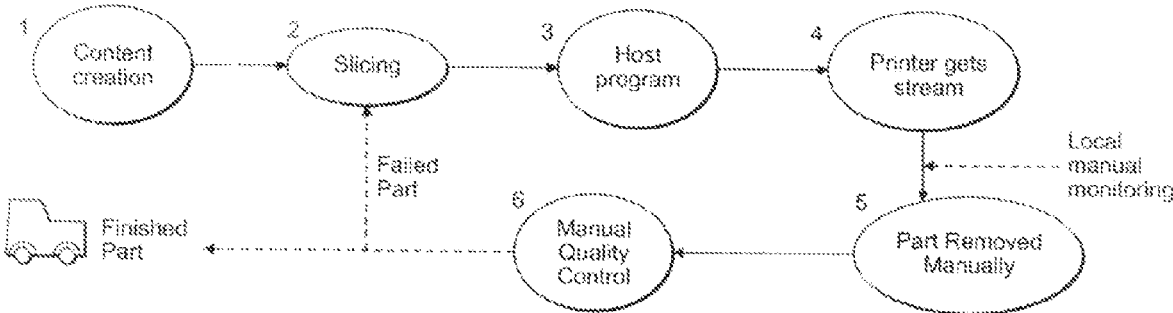 1
Content
creation
2
Slicing
3
Host
program
4
Printer gets
stream
Local
manual
monitoring
5
Part Removed
Manually
6
Manual
Quality
Control
Failed
Part
Finished
Part